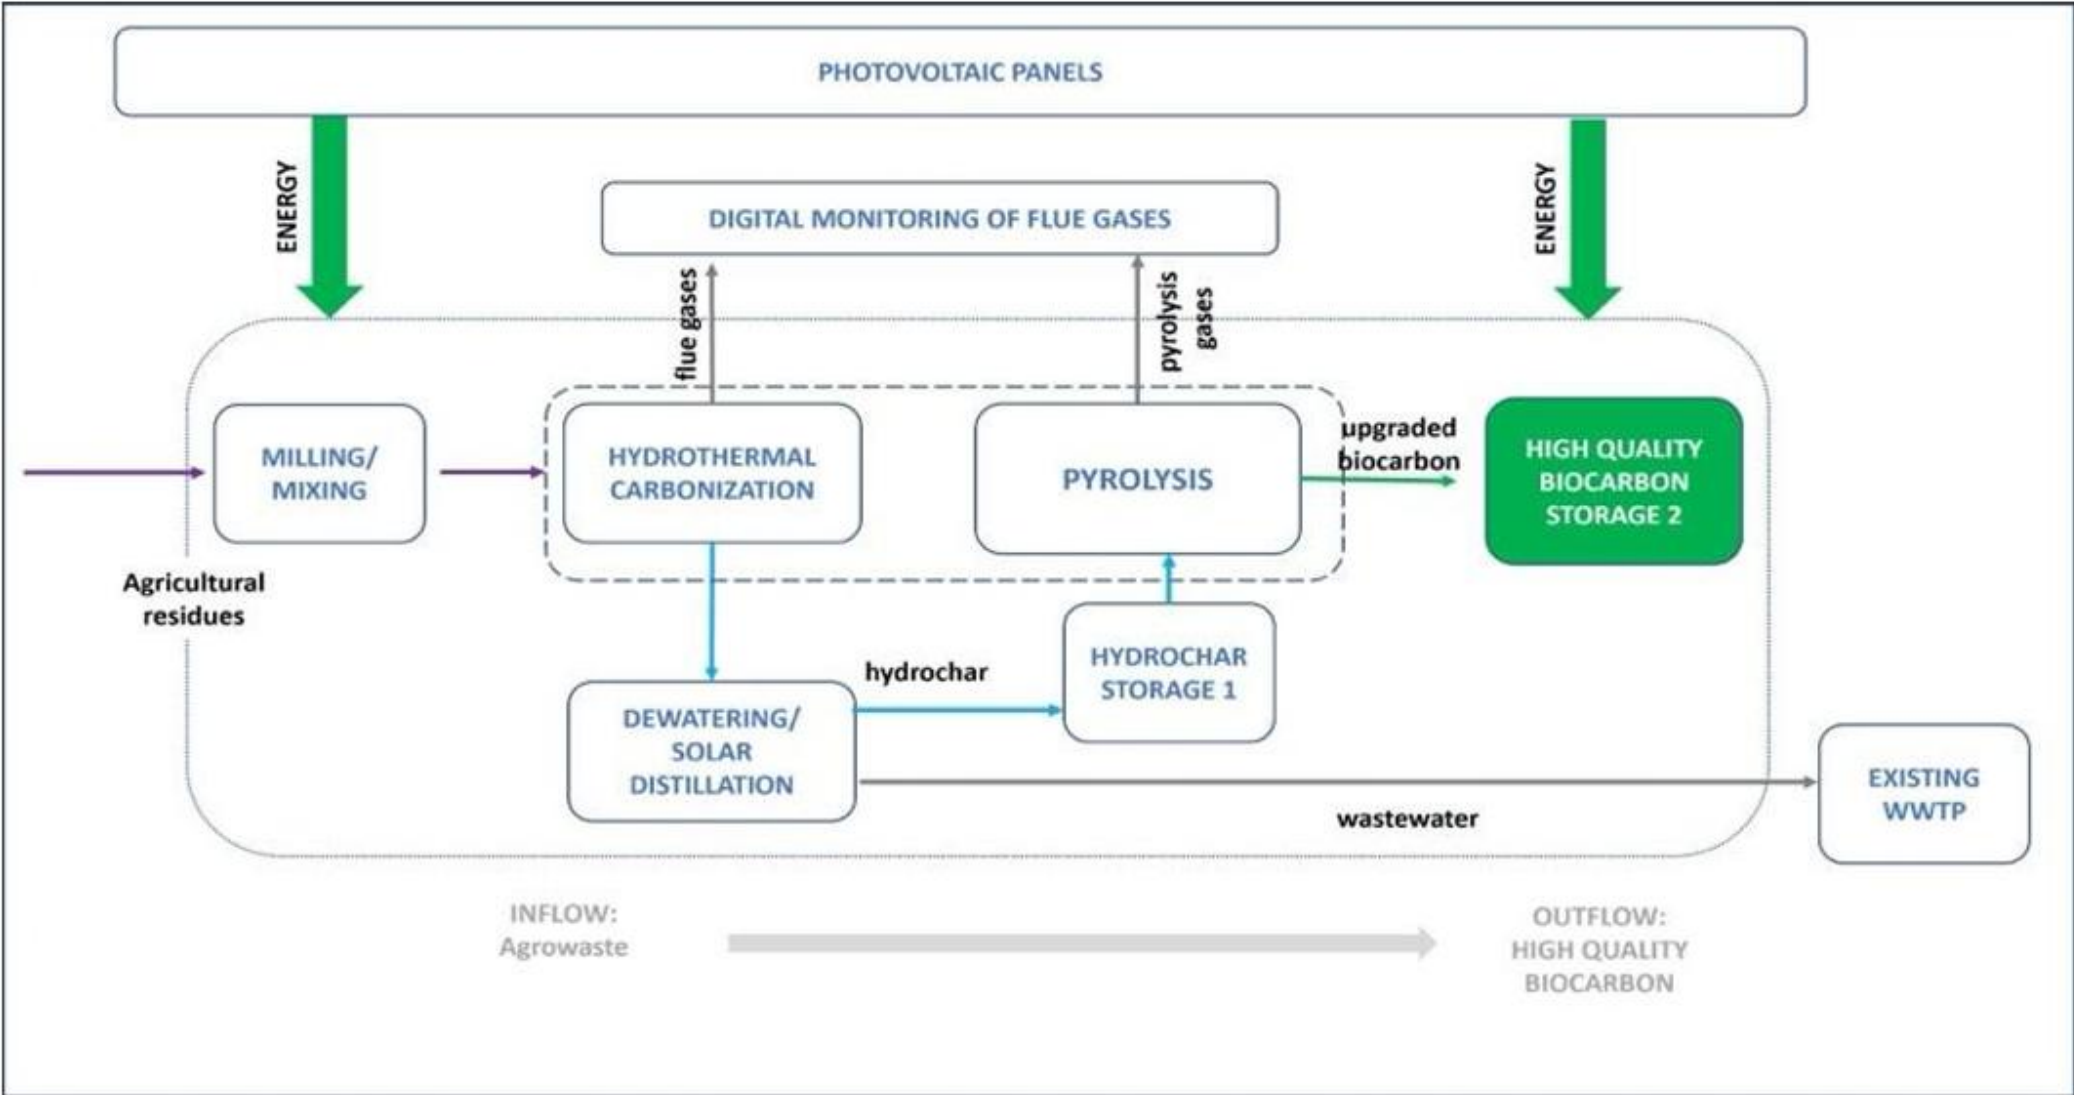 PHOTOVOLTAIC PANELS
ENERGY
ENERGY
DIGITAL MONITORING OF FLUE GASES
flue gases
pyrolysis
gases
MILLING/
MIXING
HYDROTHERMAL
CARBONIZATION
PYROLYSIS
upgraded
biocarbon
HIGH QUALITY
BIOCARBON
STORAGE 2
Agricultural
residues
hydrochar
HYDROCHAR
STORAGE 1
DEWATERING/
SOLAR
DISTILLATION
wastewater
EXISTING
WWTP
INFLOW:
Agrowaste
OUTFLOW:
HIGH QUALITY
BIOCARBON